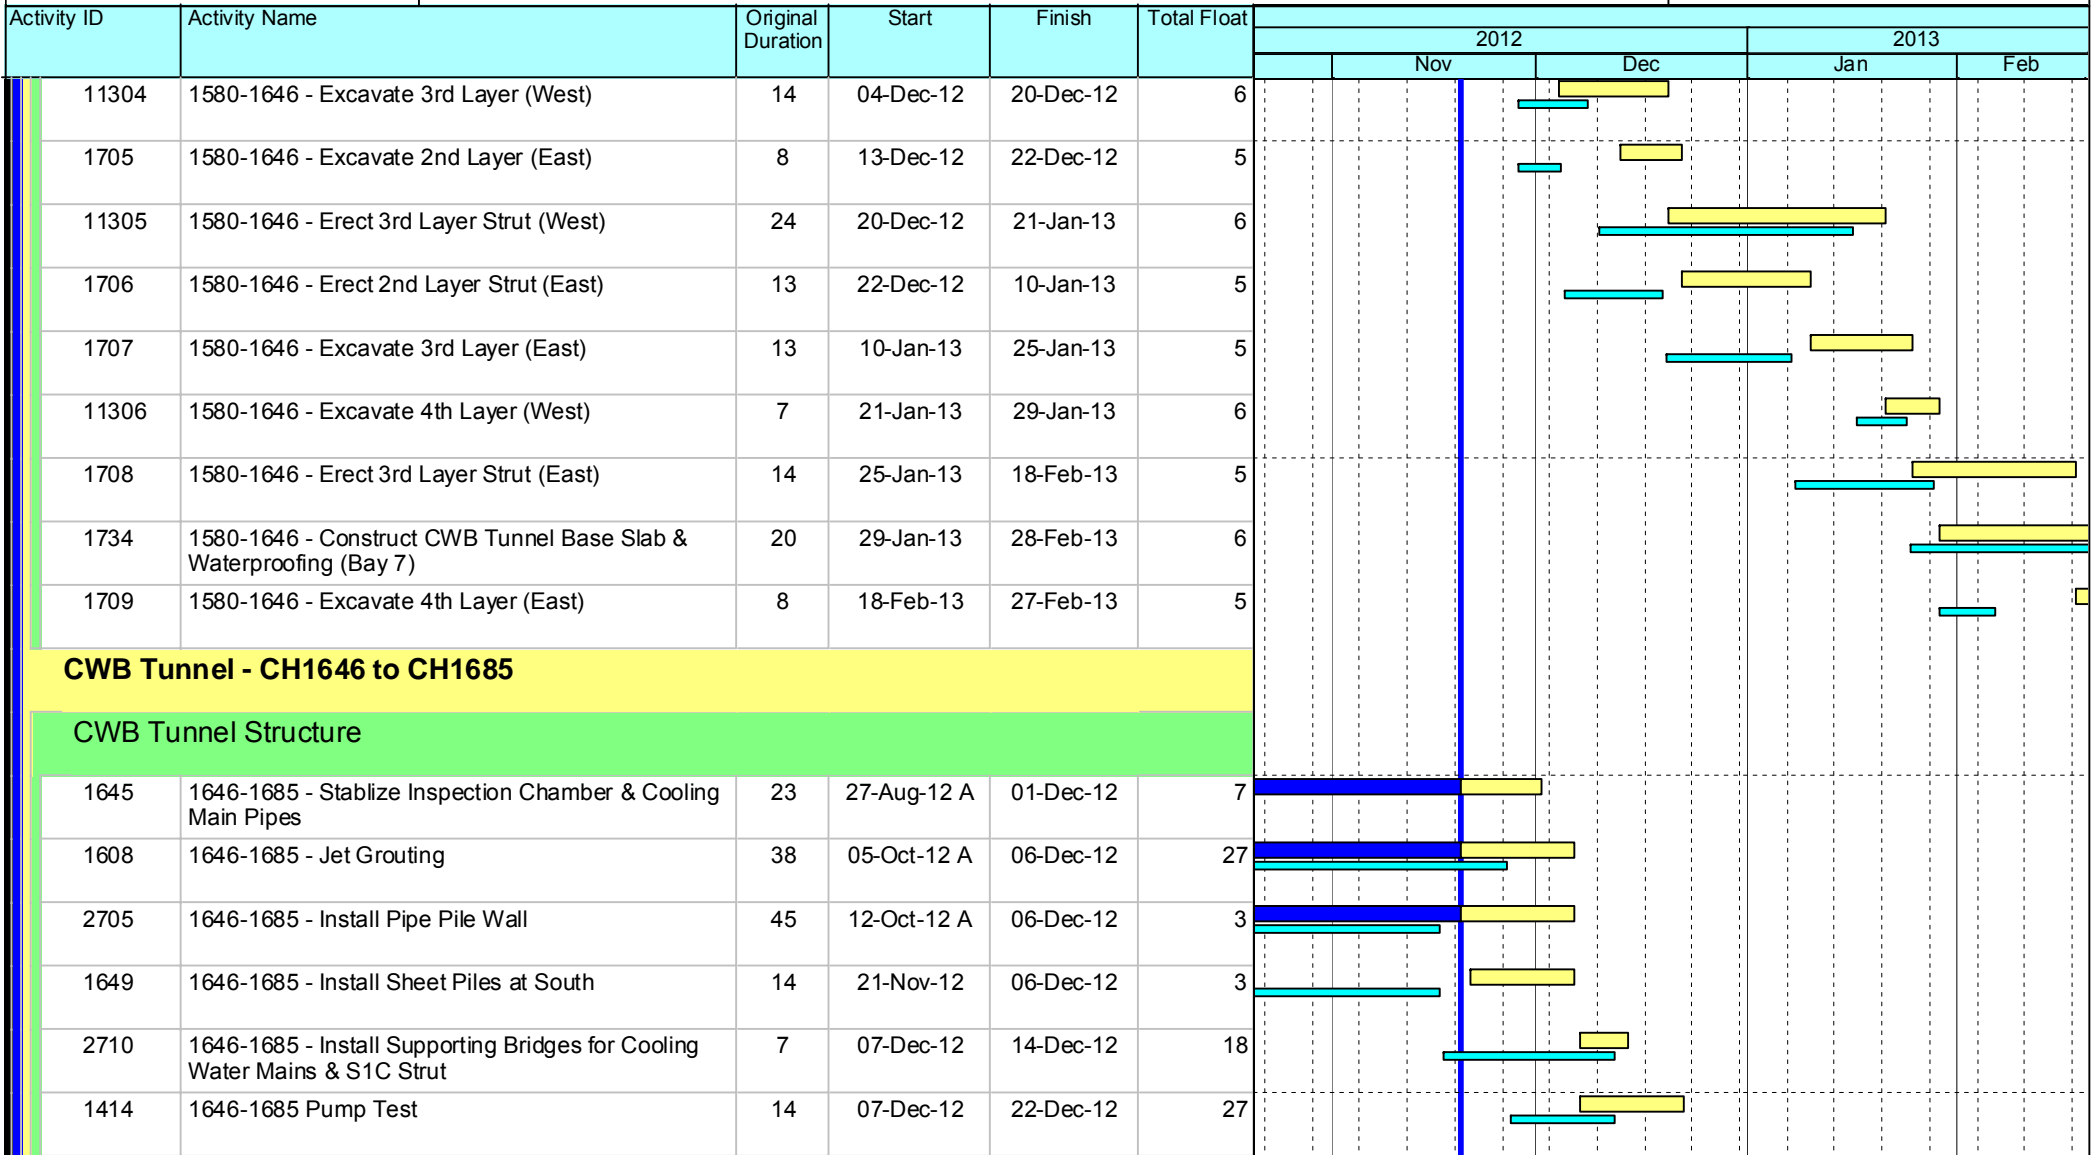 Activity ID Activity Name Original Duration Start Finish Total Float
2012 2013
Nov Dec Jan Feb
11304 1580-1646 - Excavate 3rd Layer (West) 14 04-Dec-12 20-Dec-12 6
1705 1580-1646 - Excavate 2nd Layer (East) 8 13-Dec-12 22-Dec-12 5
11305 1580-1646 - Erect 3rd Layer Strut (West) 24 20-Dec-12 21-Jan-13 6
1706 1580-1646 - Erect 2nd Layer Strut (East) 13 22-Dec-12 10-Jan-13 5
1707 1580-1646 - Excavate 3rd Layer (East) 13 10-Jan-13 25-Jan-13 5
11306 1580-1646 - Excavate 4th Layer (West) 7 21-Jan-13 29-Jan-13 6
1708 1580-1646 - Erect 3rd Layer Strut (East) 14 25-Jan-13 18-Feb-13 5
1734 1580-1646 - Construct CWB Tunnel Base Slab & 20 29-Jan-13 28-Feb-13 6
Waterproofing (Bay 7)
1709 1580-1646 - Excavate 4th Layer (East) 8 18-Feb-13 27-Feb-13 5
CWB Tunnel - CH1646 to CH1685
CWB Tunnel Structure
1645 1646-1685 - Stablize Inspection Chamber & Cooling 23 27-Aug-12 A 01-Dec-12 7
Main Pipes
1608 1646-1685 - Jet Grouting 38 05-Oct-12 A 06-Dec-12 27
2705 1646-1685 - Install Pipe Pile Wall 45 12-Oct-12 A 06-Dec-12 3
1649 1646-1685 - Install Sheet Piles at South 14 21-Nov-12 06-Dec-12 3
2710 1646-1685 - Install Supporting Bridges for Cooling 7 07-Dec-12 14-Dec-12 18
Water Mains & S1C Strut
1414 1646-1685 Pump Test 14 07-Dec-12 22-Dec-12 27